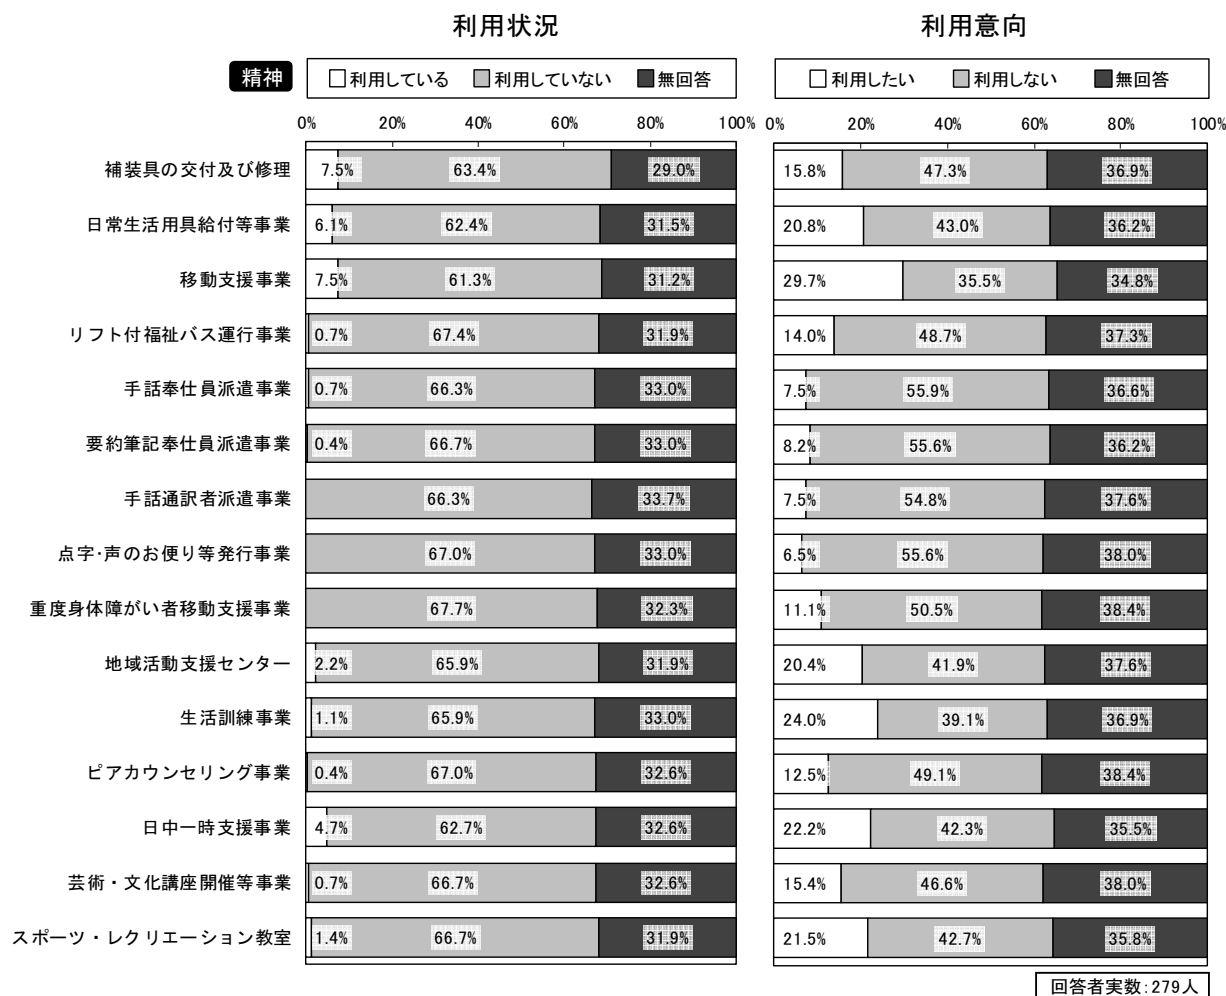 利用状況 利用意向
精神 利用している 利用していない 無回答 利用したい 利用しない 無回答
0% 20% 40% 60% 80% 100% 0% 20% 40% 60% 80% 100%
補装具の交付及び修理 7.5% 63.4% 29.0% 15.8% 47.3% 36.9%
日常生活用具給付等事業 6.1% 62.4% 31.5% 20.8% 43.0% 36.2%
移動支援事業 7.5% 61.3% 31.2% 29.7% 35.5% 34.8%
リフト付福祉バス運行事業 0.7% 67.4% 31.9% 14.0% 48.7% 37.3%
手話奉仕員派遣事業 0.7% 66.3% 33.0% 7.5% 55.9% 36.6%
要約筆記奉仕員派遣事業 0.4% 66.7% 33.0% 8.2% 55.6% 36.2%
手話通訳者派遣事業 66.3% 33.7% 7.5% 54.8% 37.6%
点字・声のお便り等発行事業 67.0% 33.0% 6.5% 55.6% 38.0%
重度身体障がい者移動支援事業 67.7% 32.3% 11.1% 50.5% 38.4%
地域活動支援センター 2.2% 65.9% 31.9% 20.4% 41.9% 37.6%
生活訓練事業 1.1% 65.9% 33.0% 24.0% 39.1% 36.9%
ピアカウンセリング事業 0.4% 67.0% 32.6% 12.5% 49.1% 38.4%
日中一時支援事業 4.7% 62.7% 32.6% 22.2% 42.3% 35.5%
芸術・文化講座開催等事業 0.7% 66.7% 32.6% 15.4% 46.6% 38.0%
スポーツ・レクリエーション教室 1.4% 66.7% 31.9% 21.5% 42.7% 35.8%
回答者実数:279人